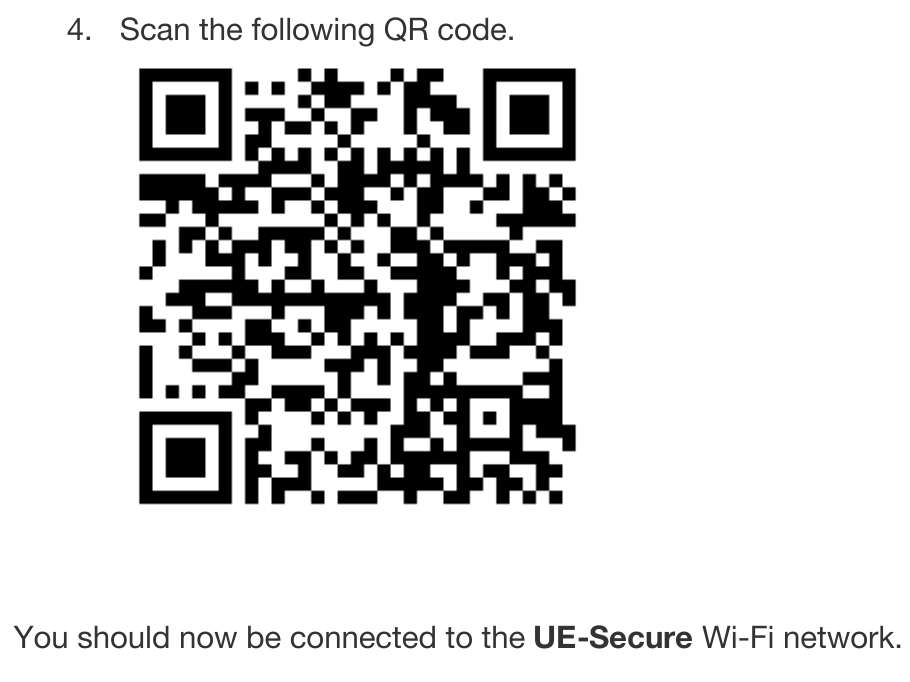 4. Scan the following QR code.
You should now be connected to the UE-Secure Wi-Fi network.